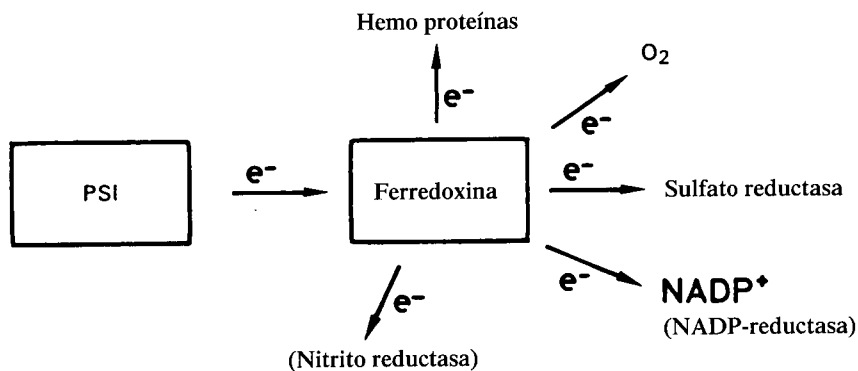 Hemo proteínas
O₂
e⁻
e⁻
PSI
e⁻
Ferredoxina
e⁻
Sulfato reductasa
e⁻
e⁻
NADP⁺
(NADP-reductasa)
(Nitrito reductasa)